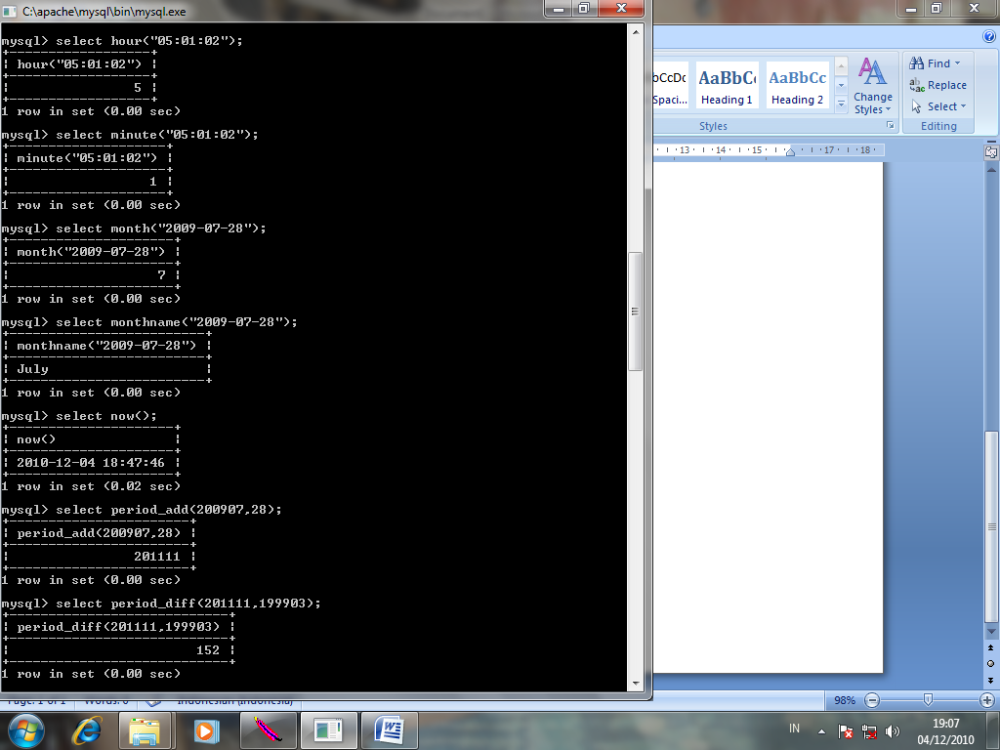 C:\apache\mysql\bin\mysql.exe
mysql> select hour("05:01:02");
+------------------+
| hour("05:01:02") |
+------------------+
|                5 |
+------------------+
1 row in set (0.00 sec)
mysql> select minute("05:01:02");
+--------------------+
| minute("05:01:02") |
+--------------------+
|                  1 |
+--------------------+
1 row in set (0.00 sec)
mysql> select month("2009-07-28");
+---------------------+
| month("2009-07-28") |
+---------------------+
|                   7 |
+---------------------+
1 row in set (0.00 sec)
mysql> select monthname("2009-07-28");
+-------------------------+
| monthname("2009-07-28") |
+-------------------------+
| July                    |
+-------------------------+
1 row in set (0.00 sec)
mysql> select now();
+---------------------+
| now()               |
+---------------------+
| 2010-12-04 18:47:46 |
+---------------------+
1 row in set (0.02 sec)
mysql> select period_add(200907,28);
+-----------------------+
| period_add(200907,28) |
+-----------------------+
|                201111 |
+-----------------------+
1 row in set (0.00 sec)
mysql> select period_diff(201111,199903);
+----------------------------+
| period_diff(201111,199903) |
+----------------------------+
|                        152 |
+----------------------------+
1 row in set (0.00 sec)
AaBbC AaBbCc
Spaci... Heading 1 Heading 2
Change Styles
Styles
Find
Replace
Select
Editing
13 14 15 17 18
Page: 1 of 1 Words: 0 Indonesian (Indonesia)
98%
IN
19:07
04/12/2010